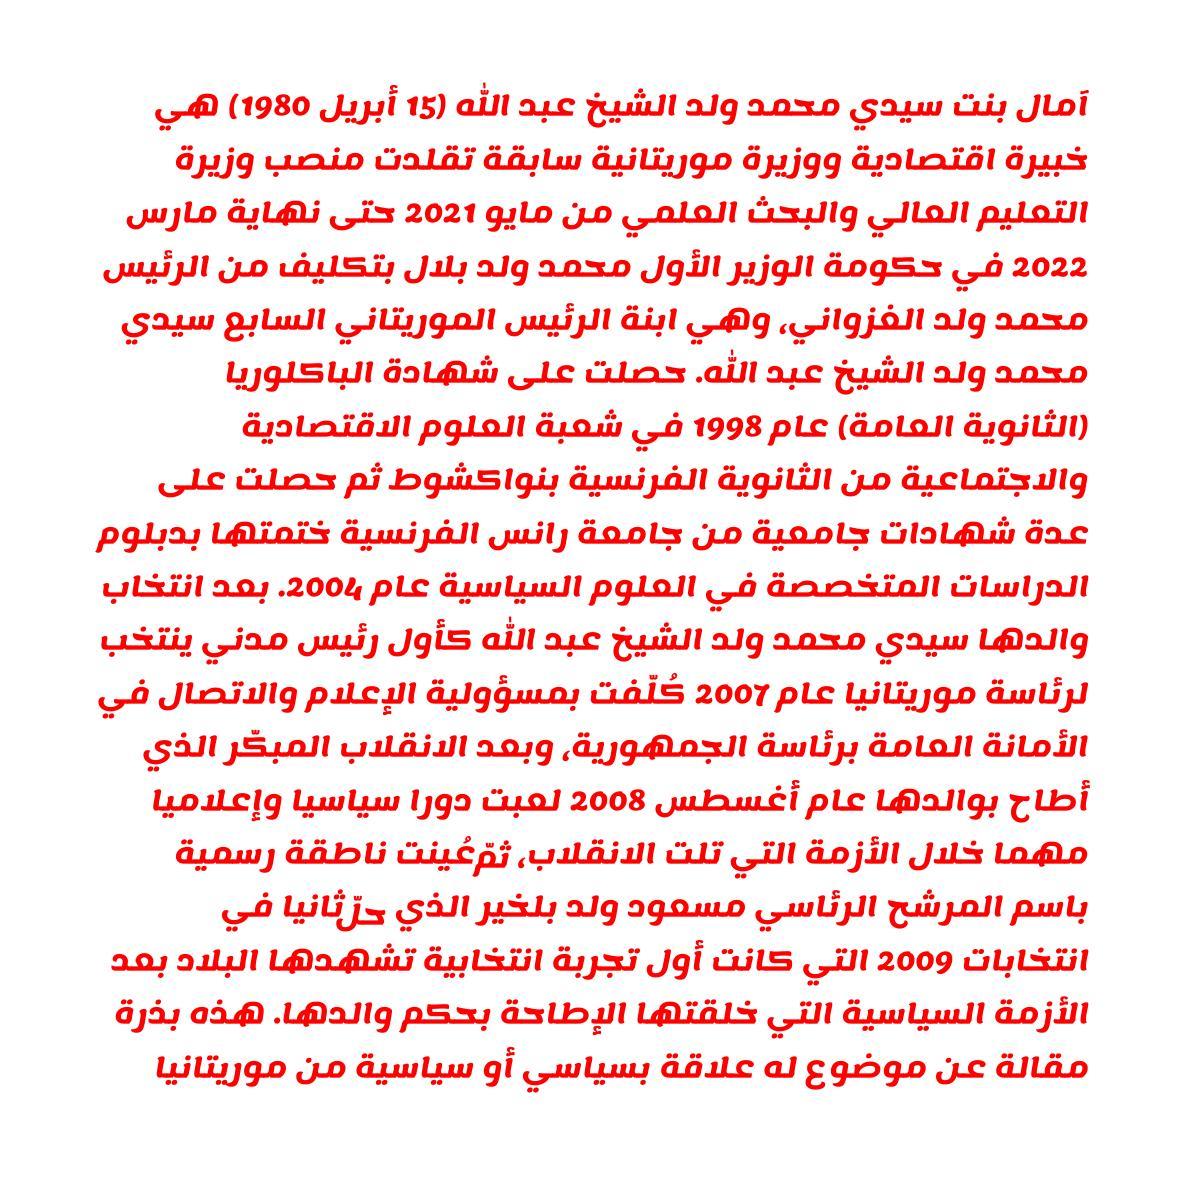 آمال بنت سيدي محمد ولد الشيخ عبد الله (15 أبريل 1980) هي
خبيرة اقتصادية ووزيرة موريتانية سابقة تقلدت منصب وزيرة
التعليم العالي والبحث العلمي من مايو 2021 حتى نهاية مارس
2022 في حكومة الوزير الأول محمد ولد بلال بتكليف من الرئيس
محمد ولد الغزواني، وهي ابنة الرئيس الموريتاني السابع سيدي
محمد ولد الشيخ عبد الله. حصلت على شهادة الباكلوريا
(الثانوية العامة) عام 1998 في شعبة العلوم الاقتصادية
والاجتماعية من الثانوية الفرنسية بنواكشوط ثم حصلت على
عدة شهادات جامعية من جامعة رانس الفرنسية ختمتها بدبلوم
الدراسات المتخصصة في العلوم السياسية عام 2004. بعد انتخاب
والدها سيدي محمد ولد الشيخ عبد الله كأول رئيس مدني ينتخب
لرئاسة موريتانيا عام 2007 كُلّفت بمسؤولية الإعلام والاتصال في
الأمانة العامة برئاسة الجمهورية، وبعد الانقلاب المبكّر الذي
أطاح بوالدها عام أغسطس 2008 لعبت دورا سياسيا وإعلاميا
مهما خلال الأزمة التي تلت الانقلاب، ثمّ عُينت ناطقة رسمية
باسم المرشح الرئاسي مسعود ولد بلخير الذي حلّ ثانيا في
انتخابات 2009 التي كانت أول تجربة انتخابية تشهدها البلاد بعد
الأزمة السياسية التي خلقتها الإطاحة بحكم والدها. هذه بذرة
مقالة عن موضوع له علاقة بسياسي أو سياسية من موريتانيا